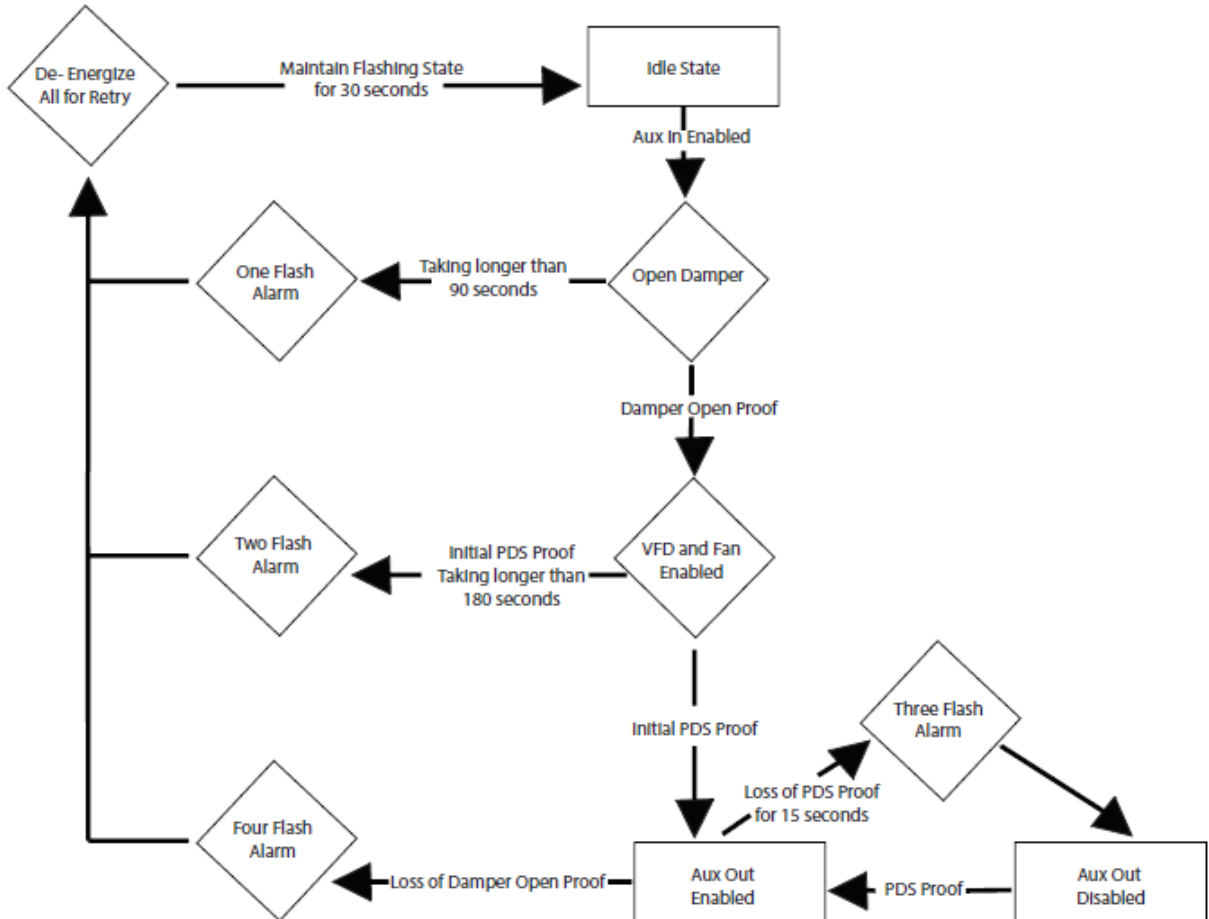 De- Energize
All for Retry
Maintain Flashing State
for 30 seconds
Idle State
Aux In Enabled
One Flash
Alarm
Taking longer than
90 seconds
Open Damper
Damper Open Proof
Two Flash
Alarm
Initial PDS Proof
Taking longer than
180 seconds
VFD and Fan
Enabled
Initial PDS Proof
Three Flash
Alarm
Loss of PDS Proof
for 15 seconds
Four Flash
Alarm
Loss of Damper Open Proof
Aux Out
Enabled
PDS Proof
Aux Out
Disabled